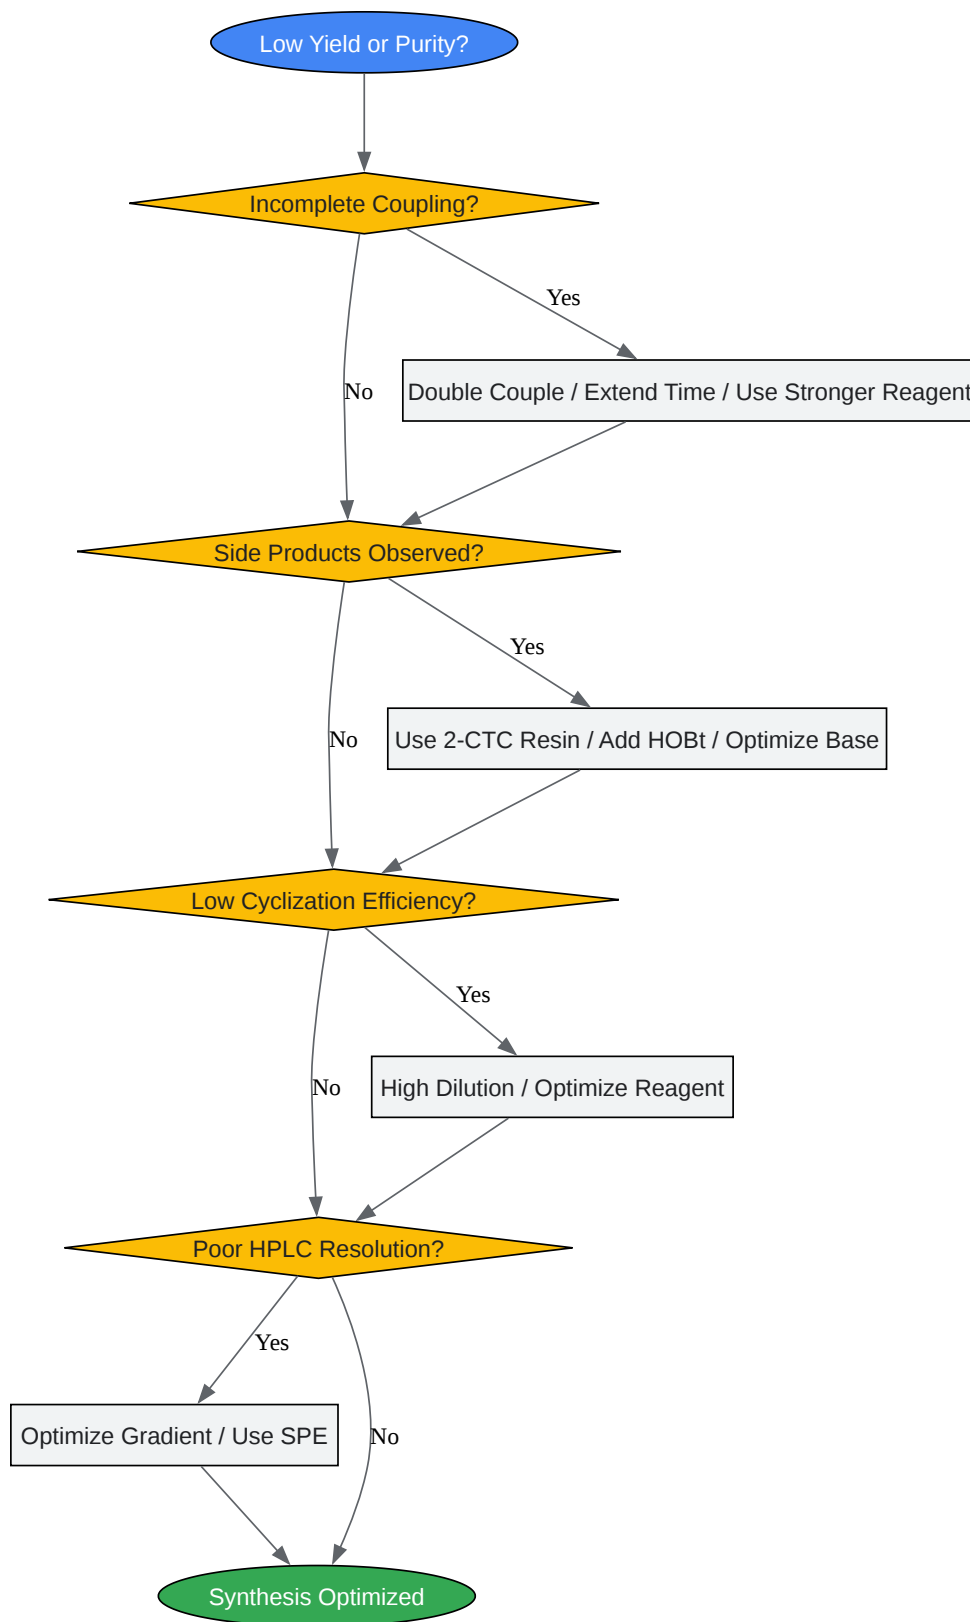 Low Yield or Purity?
Incomplete Coupling?
Yes
No
Double Couple / Extend Time / Use Stronger Reagent
Side Products Observed?
Yes
No
Use 2-CTC Resin / Add HOBt / Optimize Base
Low Cyclization Efficiency?
Yes
No
High Dilution / Optimize Reagent
Poor HPLC Resolution?
Yes
Optimize Gradient / Use SPE
No
Synthesis Optimized